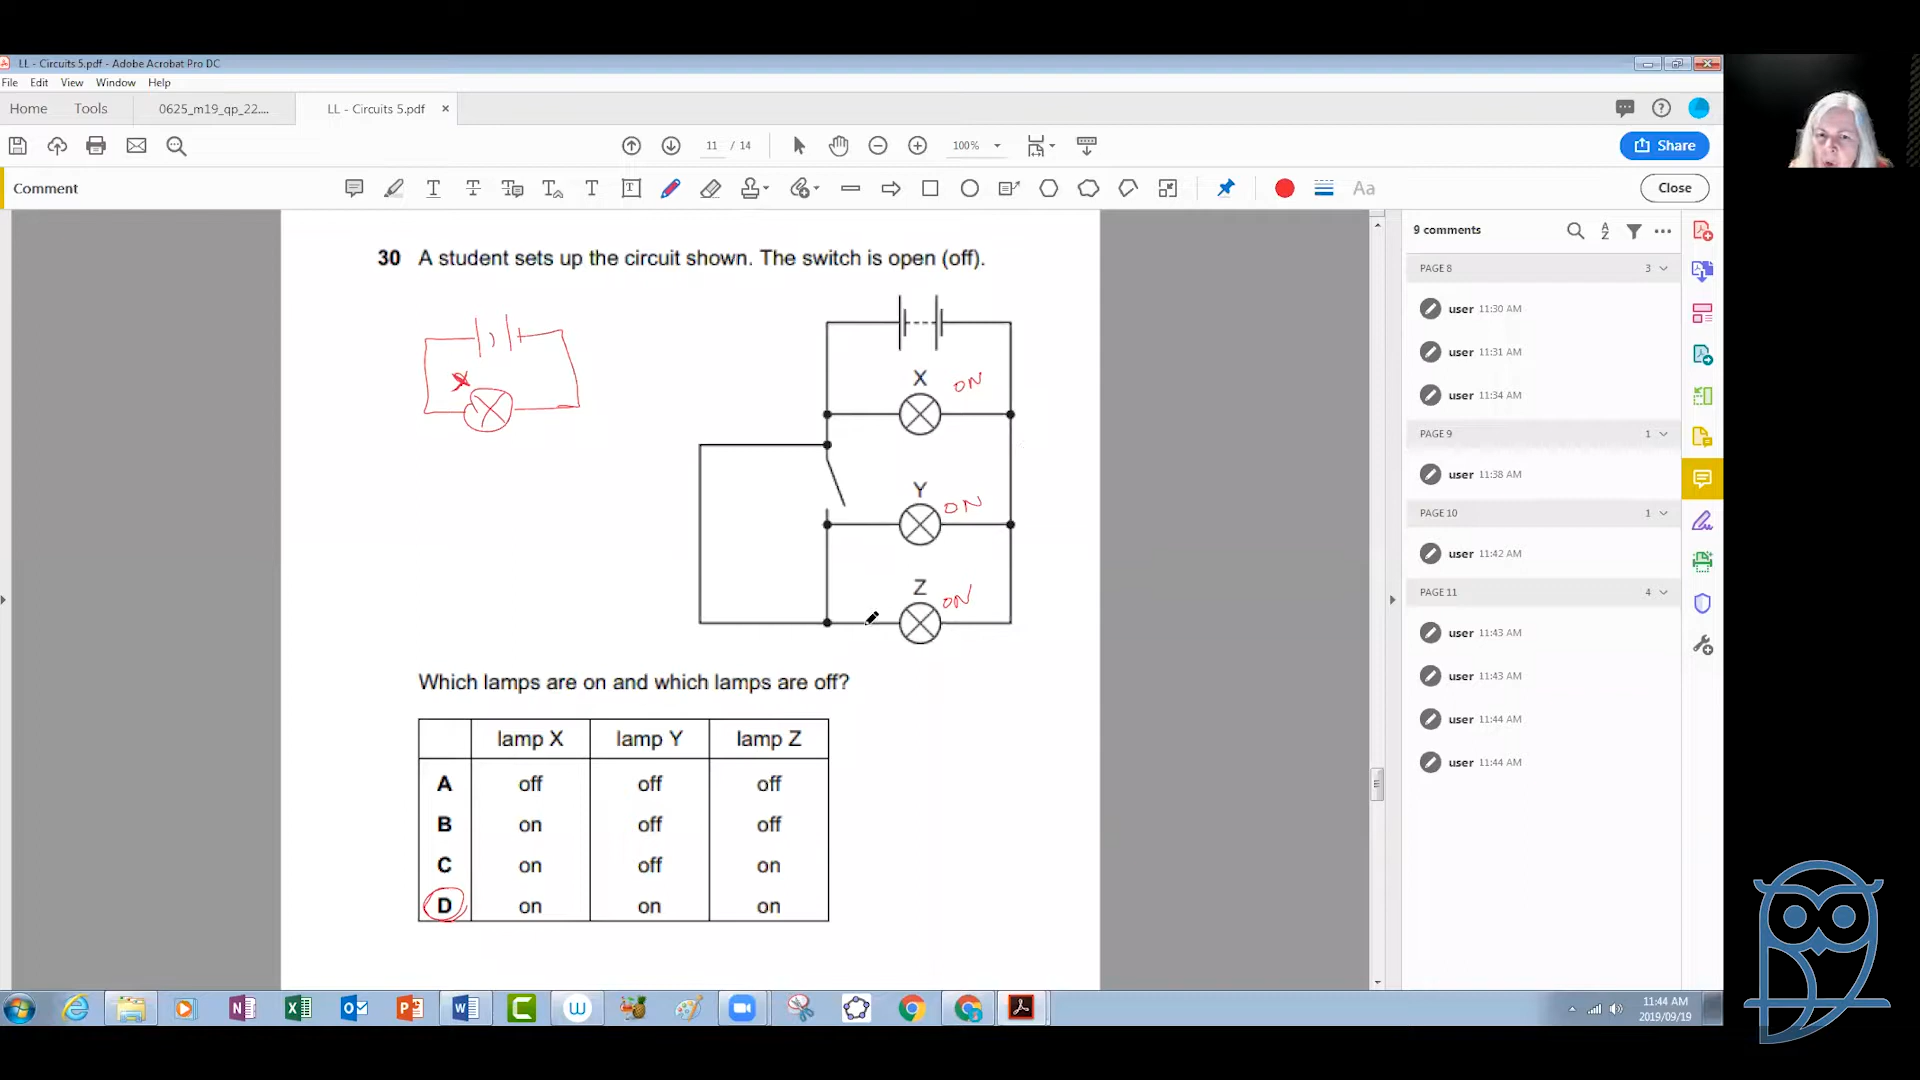 LL - Circuits 5.pdf - Adobe Acrobat Pro DC
File Edit View Window Help
Home Tools 0625_m19_qp_22.... LL - Circuits 5.pdf ×
11 / 14 100% Share
Comment Aa Close
30 A student sets up the circuit shown. The switch is open (off).
X ON
X
Y ON
Z ON
Which lamps are on and which lamps are off?
lamp X lamp Y lamp Z
A off off off
B on off off
C on off on
D on on on
9 comments
PAGE 8 3
user 11:30 AM
user 11:31 AM
user 11:34 AM
PAGE 9 1
user 11:38 AM
PAGE 10 1
user 11:42 AM
PAGE 11 4
user 11:43 AM
user 11:43 AM
user 11:44 AM
user 11:44 AM
11:44 AM
2019/09/19